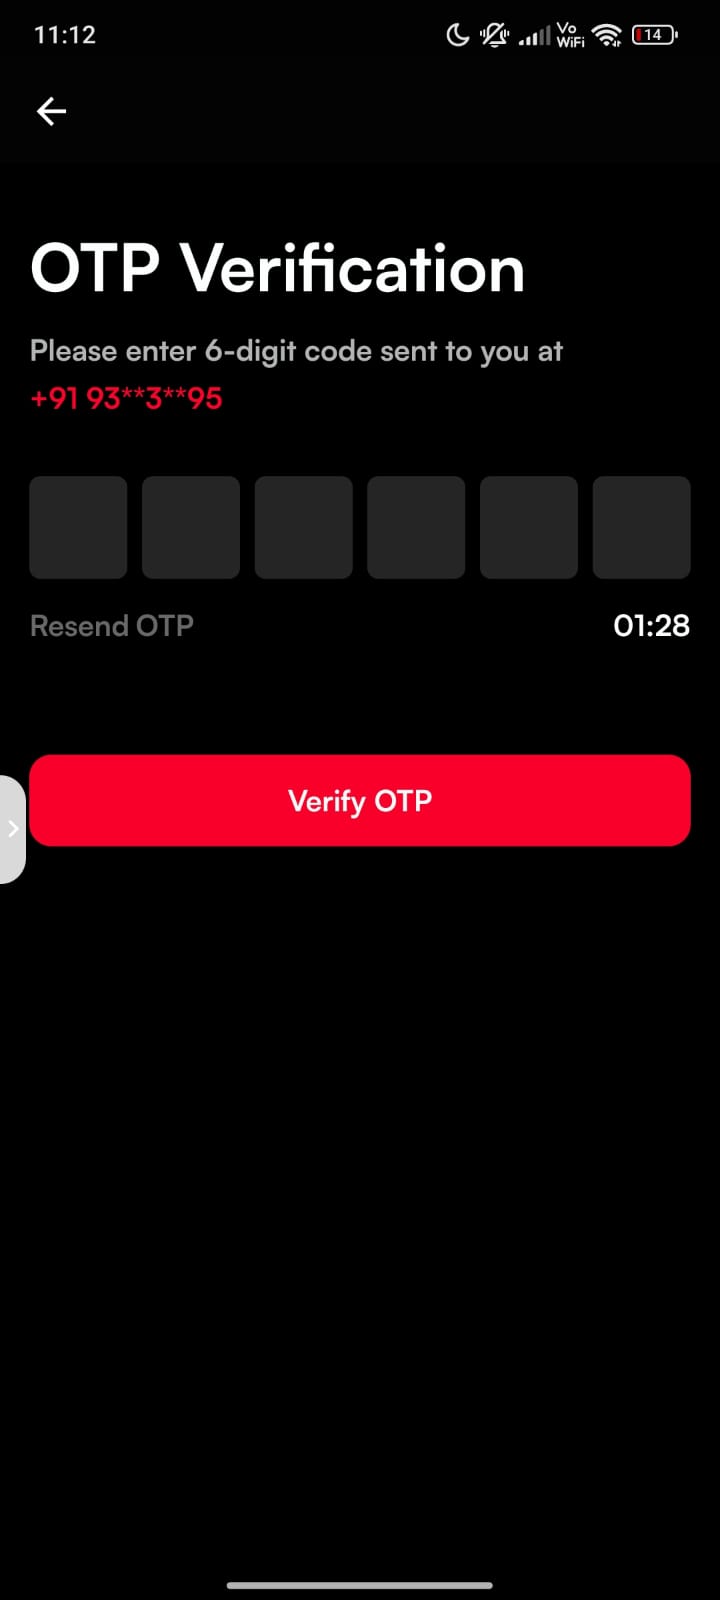 11:12
Vo
WiFi
14
OTP Verification
Please enter 6-digit code sent to you at
+91 93**3**95
Resend OTP 01:28
Verify OTP